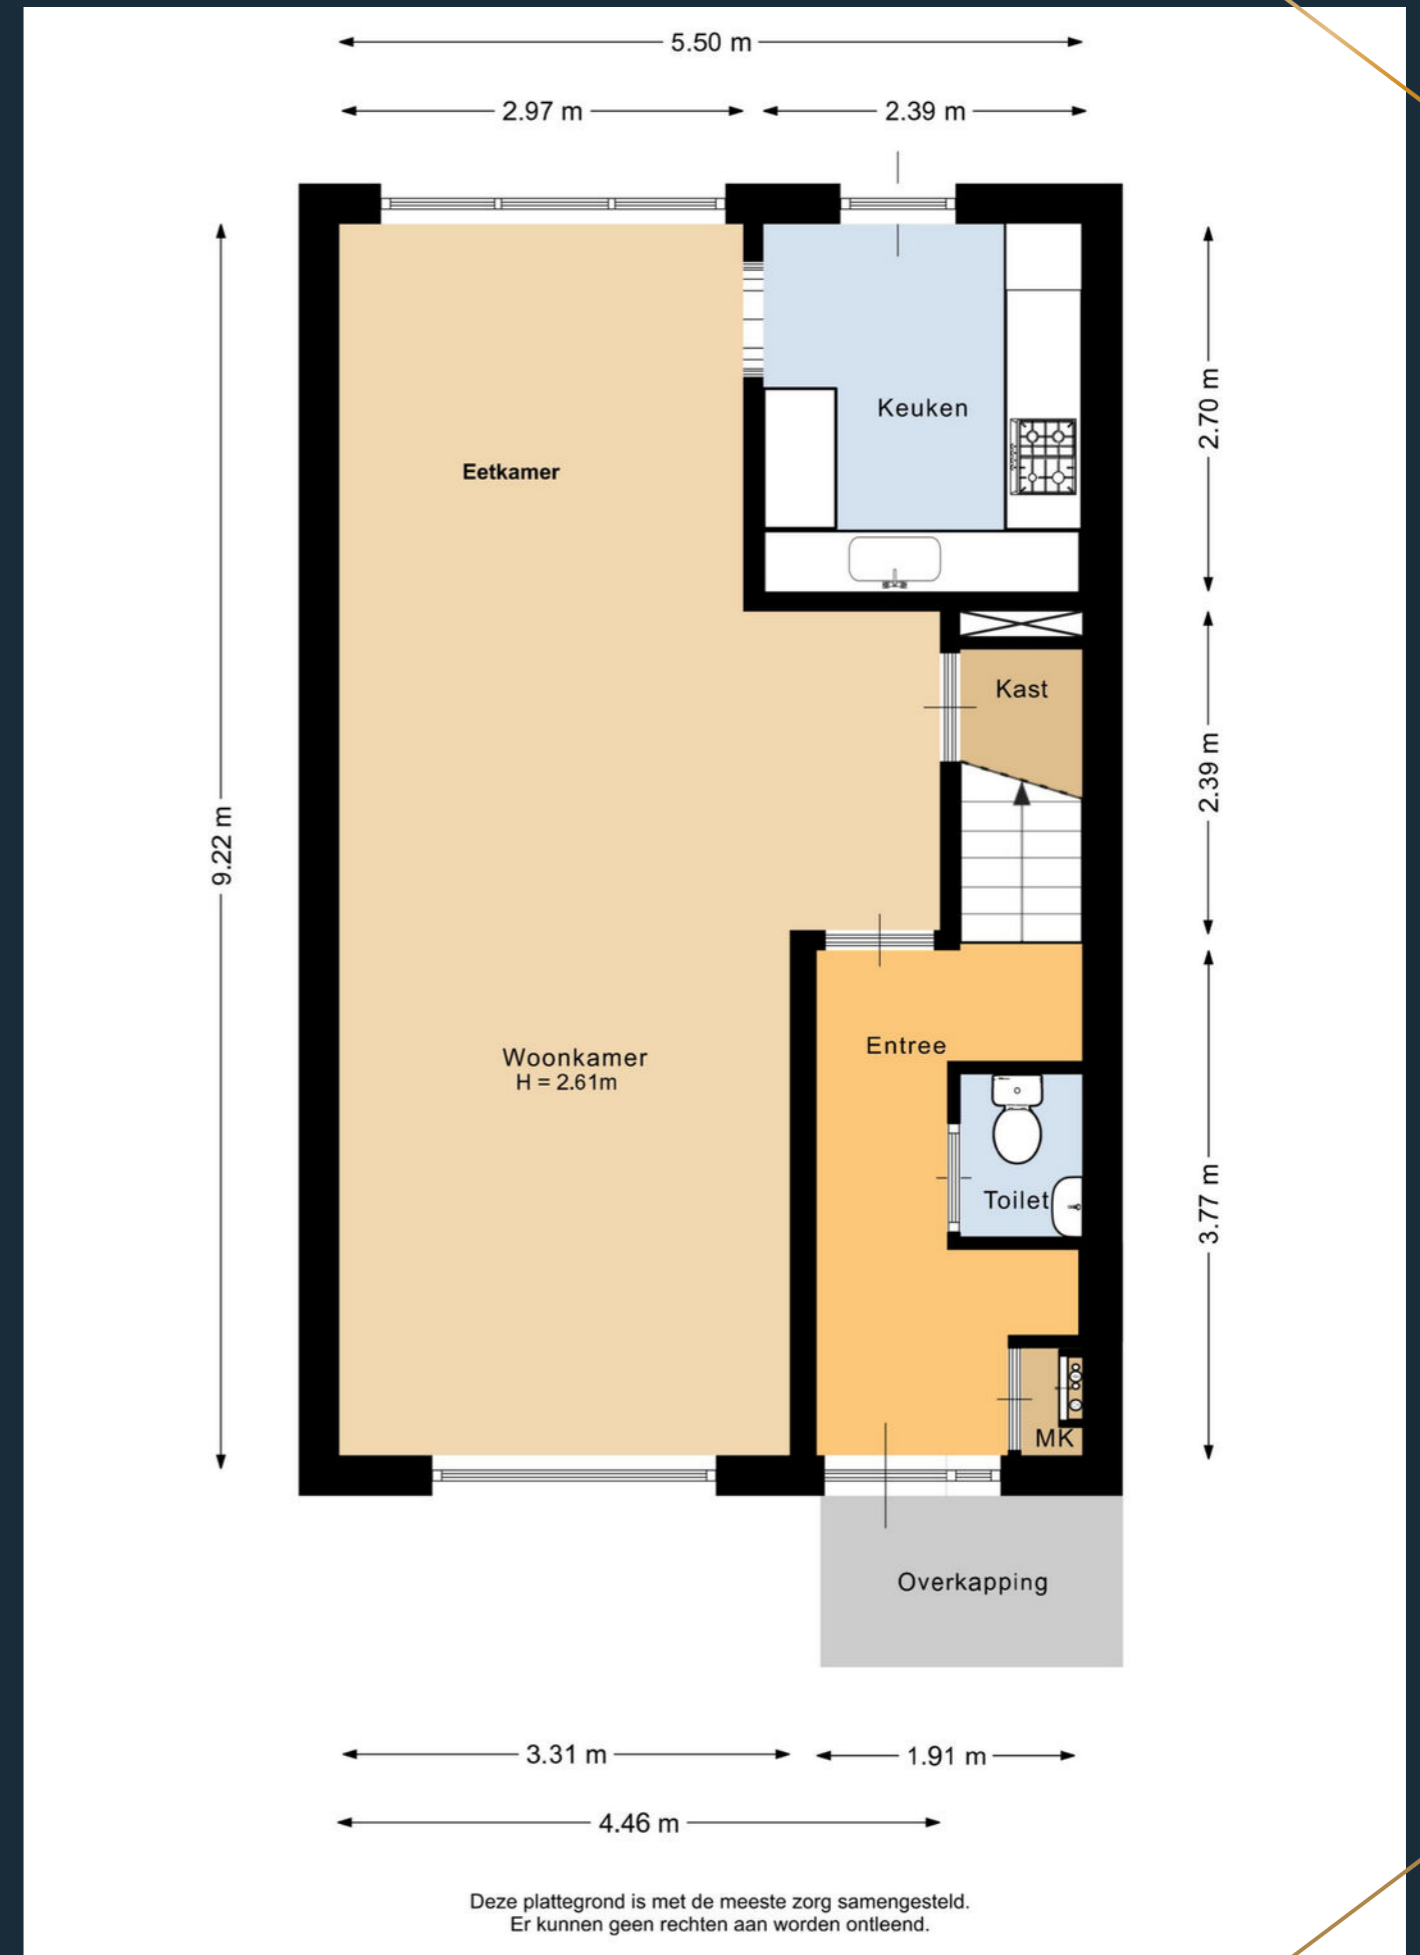 5.50 m
2.97 m
2.39 m
Keuken
2.70 m
Eetkamer
Kast
2.39 m
9.22 m
Entree
Woonkamer
H = 2.61m
Toilet
3.77 m
MK
Overkapping
3.31 m
1.91 m
4.46 m
Deze plattegrond is met de meeste zorg samengesteld.
Er kunnen geen rechten aan worden ontleend.